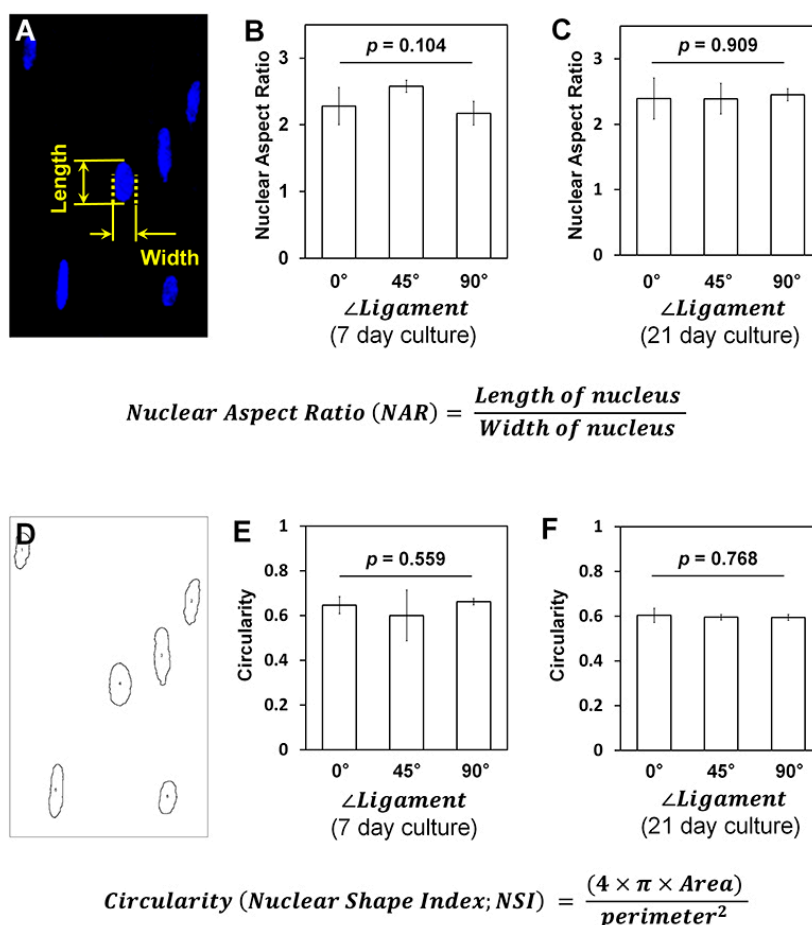 A
Length
Width
B
Nuclear Aspect Ratio
3
2
1
0
p = 0.104
0° 45° 90°
∠Ligament
(7 day culture)
C
Nuclear Aspect Ratio
3
2
1
0
p = 0.909
0° 45° 90°
∠Ligament
(21 day culture)
Nuclear Aspect Ratio (NAR) = Length of nucleus
Width of nucleus
D
E
Circularity
1
0.8
0.6
0.4
0.2
0
p = 0.559
0° 45° 90°
∠Ligament
(7 day culture)
F
Circularity
1
0.8
0.6
0.4
0.2
0
p = 0.768
0° 45° 90°
∠Ligament
(21 day culture)
Circularity (Nuclear Shape Index; NSI) = (4 × π × Area)
perimeter²